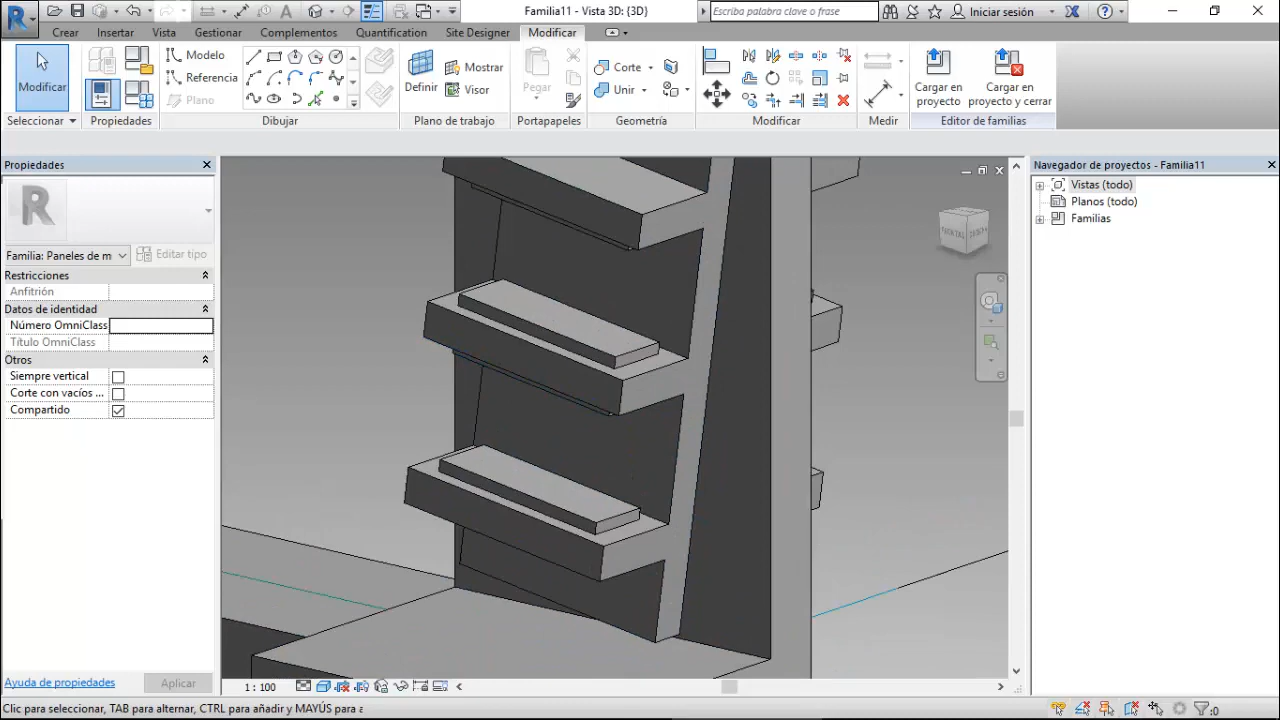 Familia11 - Vista 3D: {3D}
Escriba palabra clave o frase
Iniciar sesión
Crear Insertar Vista Gestionar Complementos Quantification Site Designer Modificar
Modificar
Modelo
Referencia
Plano
Definir
Mostrar
Visor
Pegar
Corte
Unir
Cargar en proyecto
Cargar en proyecto y cerrar
Seleccionar Propiedades Dibujar Plano de trabajo Portapapeles Geometría Modificar Medir Editor de familias
Propiedades
Familia: Paneles de m
Editar tipo
Restricciones
Anfitrión
Datos de identidad
Número OmniClass
Título OmniClass
Otros
Siempre vertical
Corte con vacíos ...
Compartido
Ayuda de propiedades
Aplicar
Navegador de proyectos - Familia11
Vistas (todo)
Planos (todo)
Familias
1 : 100
Clic para seleccionar, TAB para alternar, CTRL para añadir y MAYÚS para a
:0